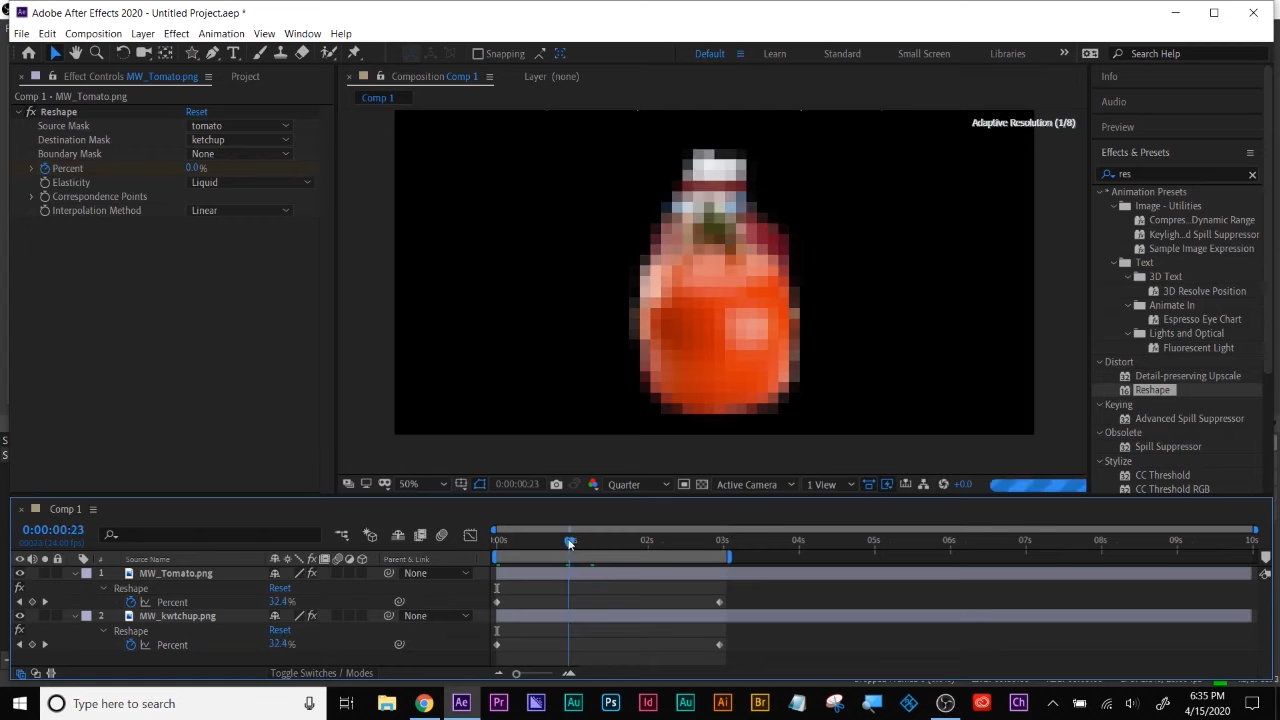 Adobe After Effects 2020 - Untitled Project.aep *
File Edit Composition Layer Effect Animation View Window Help
Snapping Default Learn Standard Small Screen Libraries Search Help
Effect Controls MW_Tomato.png Project
Composition Comp 1 Layer (none)
Comp 1 • MW_Tomato.png
Comp 1
Reshape Reset
Source Mask tomato
Destination Mask ketchup
Boundary Mask None
Percent 0.0%
Elasticity Liquid
Correspondence Points
Interpolation Method Linear
Adaptive Resolution (1/8)
50% 0:00:00:23 Quarter Active Camera 1 View +0.0
Info
Audio
Preview
Effects & Presets
res
* Animation Presets
Image - Utilities
Compres...Dynamic Range
Keyligh...d Spill Suppressor
Sample Image Expression
Text
3D Text
3D Resolve Position
Animate In
Espresso Eye Chart
Lights and Optical
Fluorescent Light
Distort
Detail-preserving Upscale
Reshape
Keying
Advanced Spill Suppressor
Obsolete
Spill Suppressor
Stylize
CC Threshold
CC Threshold RGB
Comp 1
0:00:00:23
00023 (24.00 fps)
02s 03s 04s 05s 06s 07s 08s 09s 10s
Source Name Parent & Link
1 MW_Tomato.png None
Reshape Reset
Percent 32.4%
2 MW_kwtchup.png None
Reshape Reset
Percent 32.4%
Toggle Switches / Modes
Type here to search
6:35 PM
4/15/2020